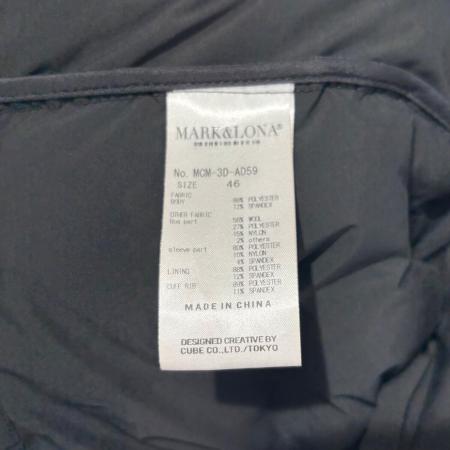 MARK&LONA®
No. MCM-3D-AD59
SIZE 46
FABRIC
BODY 88% POLYESTER
12% SPANDEX
OTHER FABRIC 56% WOOL
27% POLYESTER
15% NYLON
2% others
sleeve part 80% POLYESTER
10% NYLON
SPANDEX
LINING 88% POLYESTER
12% SPANDEX
CUFF RIB 89% POLYESTER
11% SPANDEX
MADE IN CHINA
DESIGNED CREATIVE BY
CUBE CO.,LTD./TOKYO